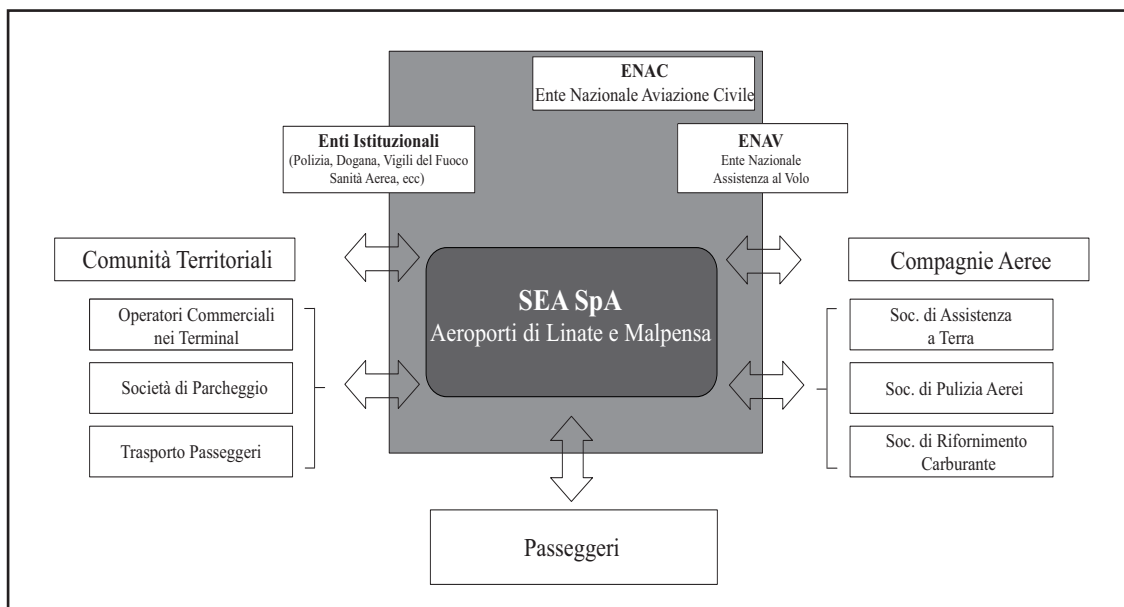 ENAC
Ente Nazionale Aviazione Civile
Enti Istituzionali
(Polizia, Dogana, Vigili del Fuoco
Sanità Aerea, ecc)
ENAV
Ente Nazionale
Assistenza al Volo
Comunità Territoriali
Compagnie Aeree
SEA SpA
Aeroporti di Linate e Malpensa
Operatori Commerciali
nei Terminal
Società di Parcheggio
Trasporto Passeggeri
Soc. di Assistenza
a Terra
Soc. di Pulizia Aerei
Soc. di Rifornimento
Carburante
Passeggeri